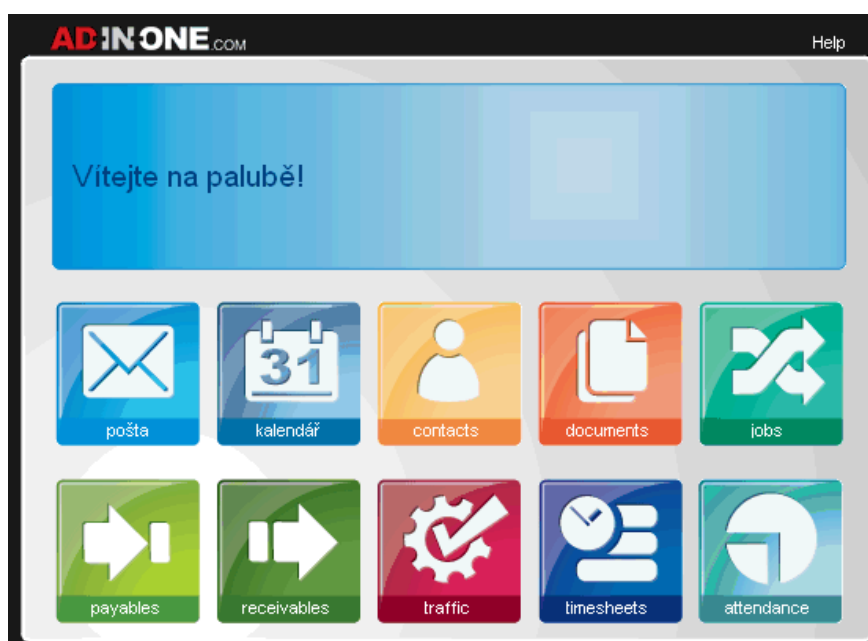 AD-IN-ONE.COM
Help
Vítejte na palubě!
31
pošta
kalendář
contacts
documents
jobs
payables
receivables
traffic
timesheets
attendance